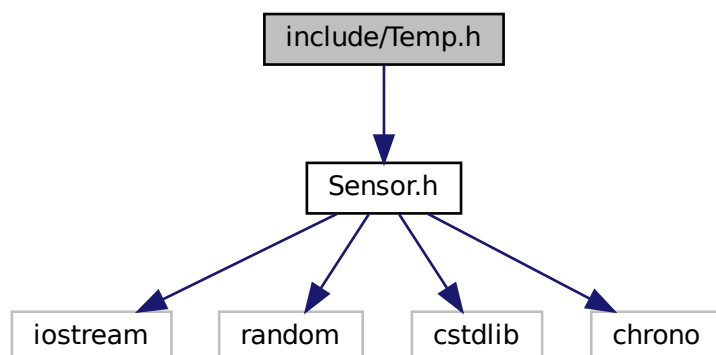 include/Temp.h
Sensor.h
iostream
random
cstdlib
chrono